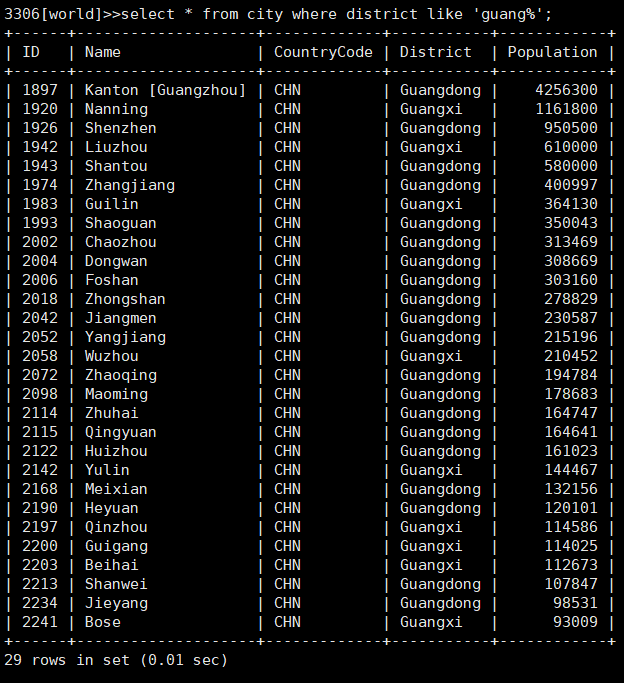 3306[world]>>select * from city where district like 'guang%';
+------+--------------------+-------------+-----------+------------+
| ID   | Name               | CountryCode | District  | Population |
+------+--------------------+-------------+-----------+------------+
| 1897 | Kanton [Guangzhou] | CHN         | Guangdong |    4256300 |
| 1920 | Nanning            | CHN         | Guangxi   |    1161800 |
| 1926 | Shenzhen           | CHN         | Guangdong |     950500 |
| 1942 | Liuzhou            | CHN         | Guangxi   |     610000 |
| 1943 | Shantou            | CHN         | Guangdong |     580000 |
| 1974 | Zhangjiang         | CHN         | Guangdong |     400997 |
| 1983 | Guilin             | CHN         | Guangxi   |     364130 |
| 1993 | Shaoguan           | CHN         | Guangdong |     350043 |
| 2002 | Chaozhou           | CHN         | Guangdong |     313469 |
| 2004 | Dongwan            | CHN         | Guangdong |     308669 |
| 2006 | Foshan             | CHN         | Guangdong |     303160 |
| 2018 | Zhongshan          | CHN         | Guangdong |     278829 |
| 2042 | Jiangmen           | CHN         | Guangdong |     230587 |
| 2052 | Yangjiang          | CHN         | Guangdong |     215196 |
| 2058 | Wuzhou             | CHN         | Guangxi   |     210452 |
| 2072 | Zhaoqing           | CHN         | Guangdong |     194784 |
| 2098 | Maoming            | CHN         | Guangdong |     178683 |
| 2114 | Zhuhai             | CHN         | Guangdong |     164747 |
| 2115 | Qingyuan           | CHN         | Guangdong |     164641 |
| 2122 | Huizhou            | CHN         | Guangdong |     161023 |
| 2142 | Yulin              | CHN         | Guangxi   |     144467 |
| 2168 | Meixian            | CHN         | Guangdong |     132156 |
| 2190 | Heyuan             | CHN         | Guangdong |     120101 |
| 2197 | Qinzhou            | CHN         | Guangxi   |     114586 |
| 2200 | Guigang            | CHN         | Guangxi   |     114025 |
| 2203 | Beihai             | CHN         | Guangxi   |     112673 |
| 2213 | Shanwei            | CHN         | Guangdong |     107847 |
| 2234 | Jieyang            | CHN         | Guangdong |      98531 |
| 2241 | Bose               | CHN         | Guangxi   |      93009 |
+------+--------------------+-------------+-----------+------------+
29 rows in set (0.01 sec)